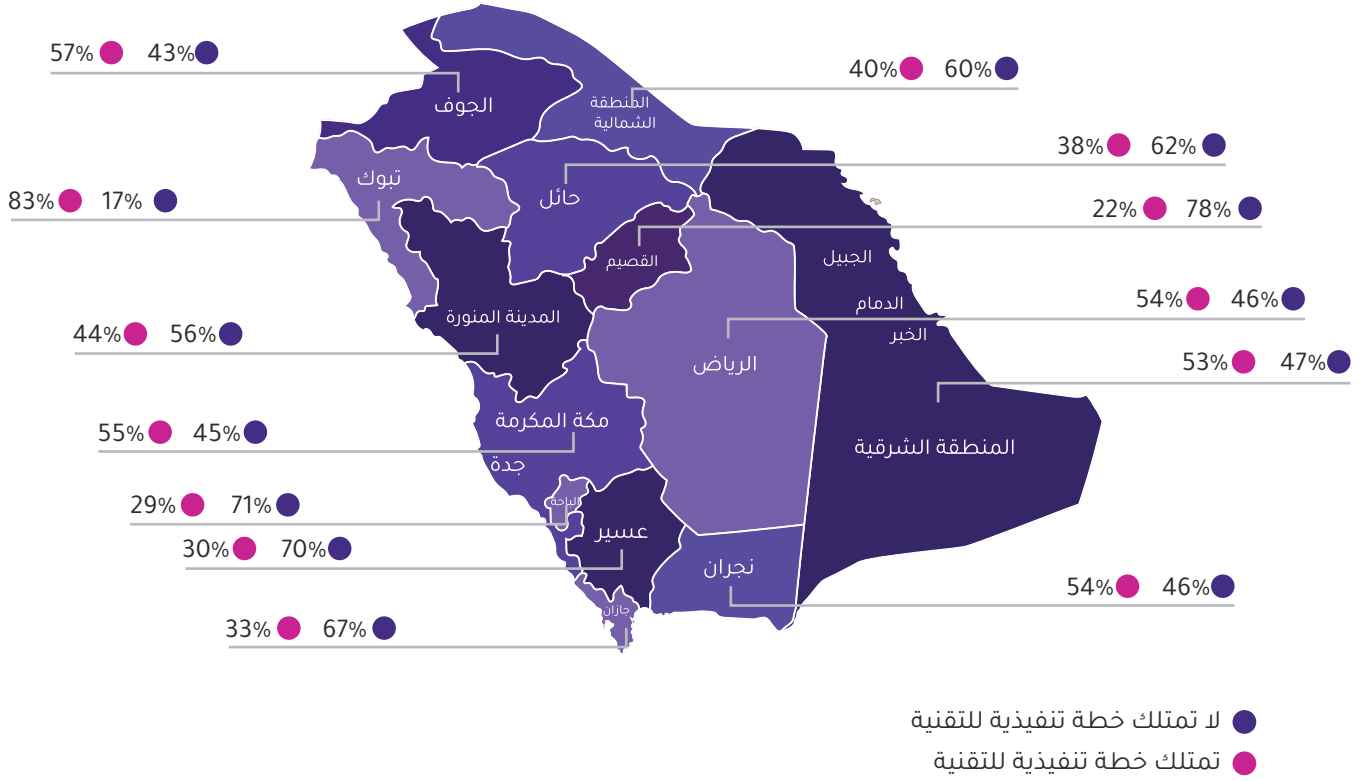 57% 43%
40% 60%
الجوف
المنطقة
الشمالية
38% 62%
تبوك
حائل
83% 17%
22% 78%
القصيم
الجبيل
54% 46%
الدمام
المدينة المنورة
44% 56%
الخبر
الرياض
53% 47%
مكة المكرمة
55% 45%
المنطقة الشرقية
جدة
29% 71%
الباحة
عسير
30% 70%
نجران
54% 46%
جازان
33% 67%
لا تمتلك خطة تنفيذية للتقنية
تمتلك خطة تنفيذية للتقنية